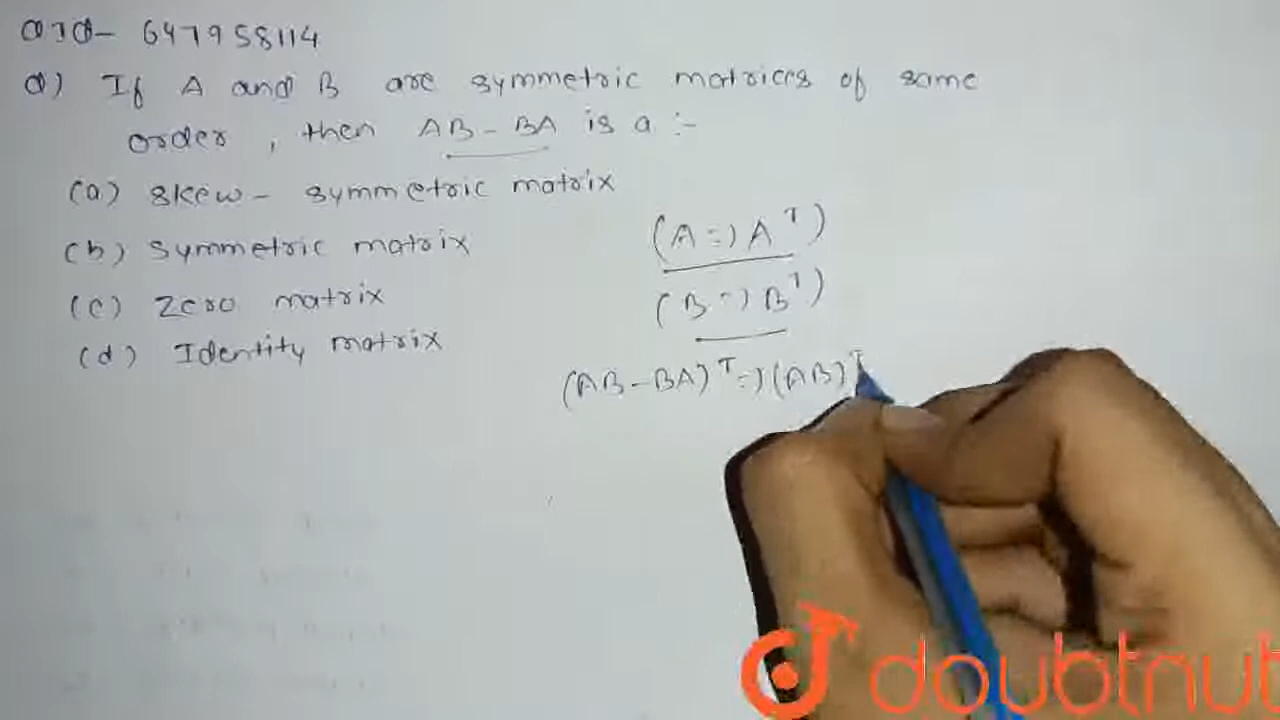 QID- 647958114
Q) If A and B are symmetric matrices of same
order, then AB - BA is a :-
(a) skew - symmetric matrix
(b) symmetric matrix
(c) Zero matrix
(d) Identity matrix
(A => A^T)
(B => B^T)
(AB - BA)^T => (AB)^T
doubtnut